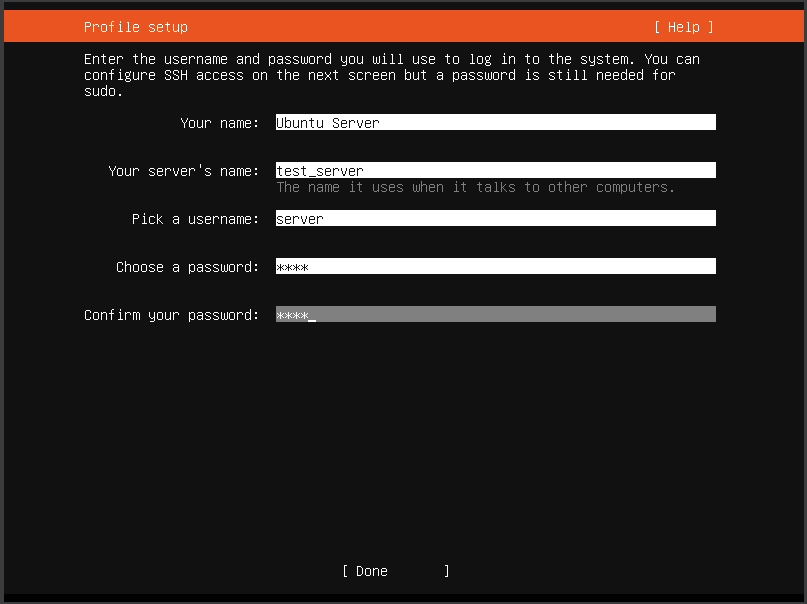 Profile setup [ Help ]
Enter the username and password you will use to log in to the system. You can
configure SSH access on the next screen but a password is still needed for
sudo.
Your name: Ubuntu Server
Your server's name: test_server
The name it uses when it talks to other computers.
Pick a username: server
Choose a password: ****
Confirm your password: ****_
[ Done ]